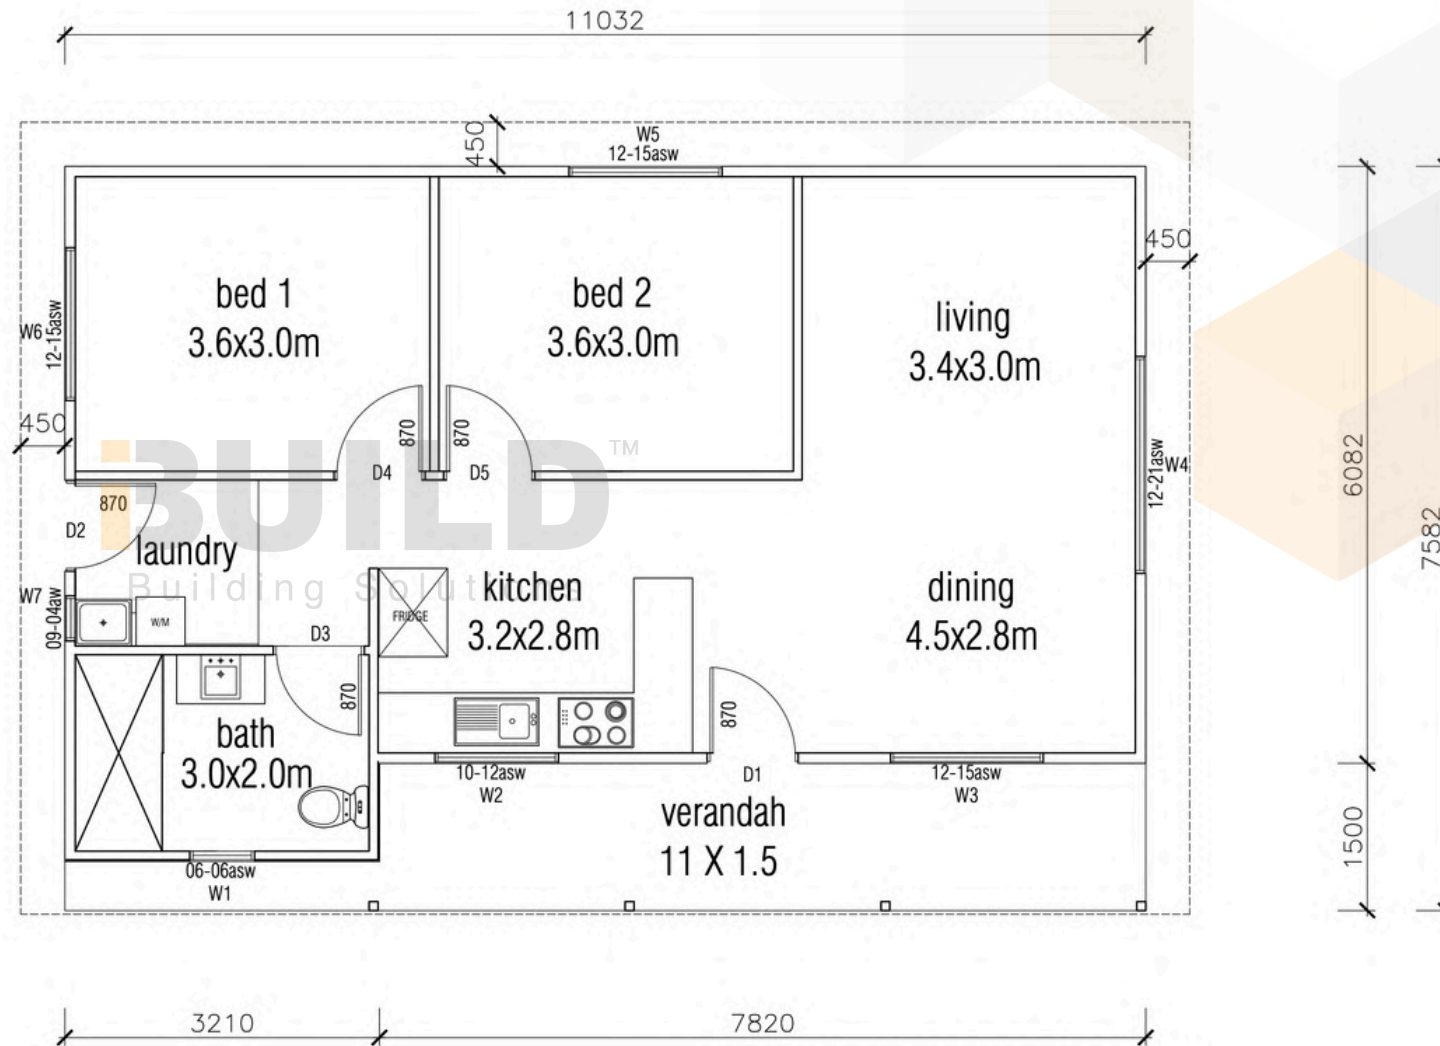 11032
450
W5
12-15asw
bed 1
3.6x3.0m
bed 2
3.6x3.0m
living
3.4x3.0m
450
W6
12-15asw
450
870
870
D4
D5
iBUILD™
Building Solutions
12-21asw
W4
6082
7582
870
D2
laundry
W7
09-04aw
W/M
D3
FRIDGE
kitchen
3.2x2.8m
dining
4.5x2.8m
870
870
bath
3.0x2.0m
10-12asw
W2
D1
12-15asw
W3
verandah
11 X 1.5
1500
06-06asw
W1
3210
7820